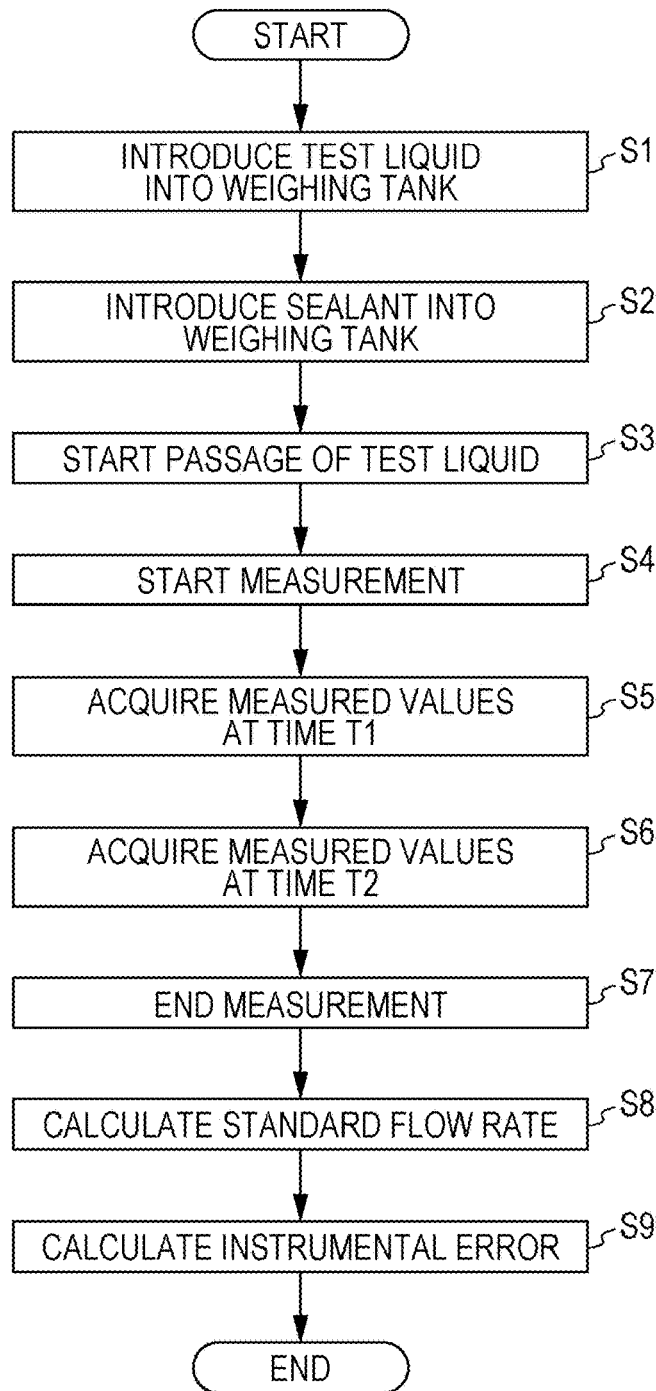 START
INTRODUCE TEST LIQUID
INTO WEIGHING TANK
S1
INTRODUCE SEALANT INTO
WEIGHING TANK
S2
START PASSAGE OF TEST LIQUID
S3
START MEASUREMENT
S4
ACQUIRE MEASURED VALUES
AT TIME T1
S5
ACQUIRE MEASURED VALUES
AT TIME T2
S6
END MEASUREMENT
S7
CALCULATE STANDARD FLOW RATE
S8
CALCULATE INSTRUMENTAL ERROR
S9
END